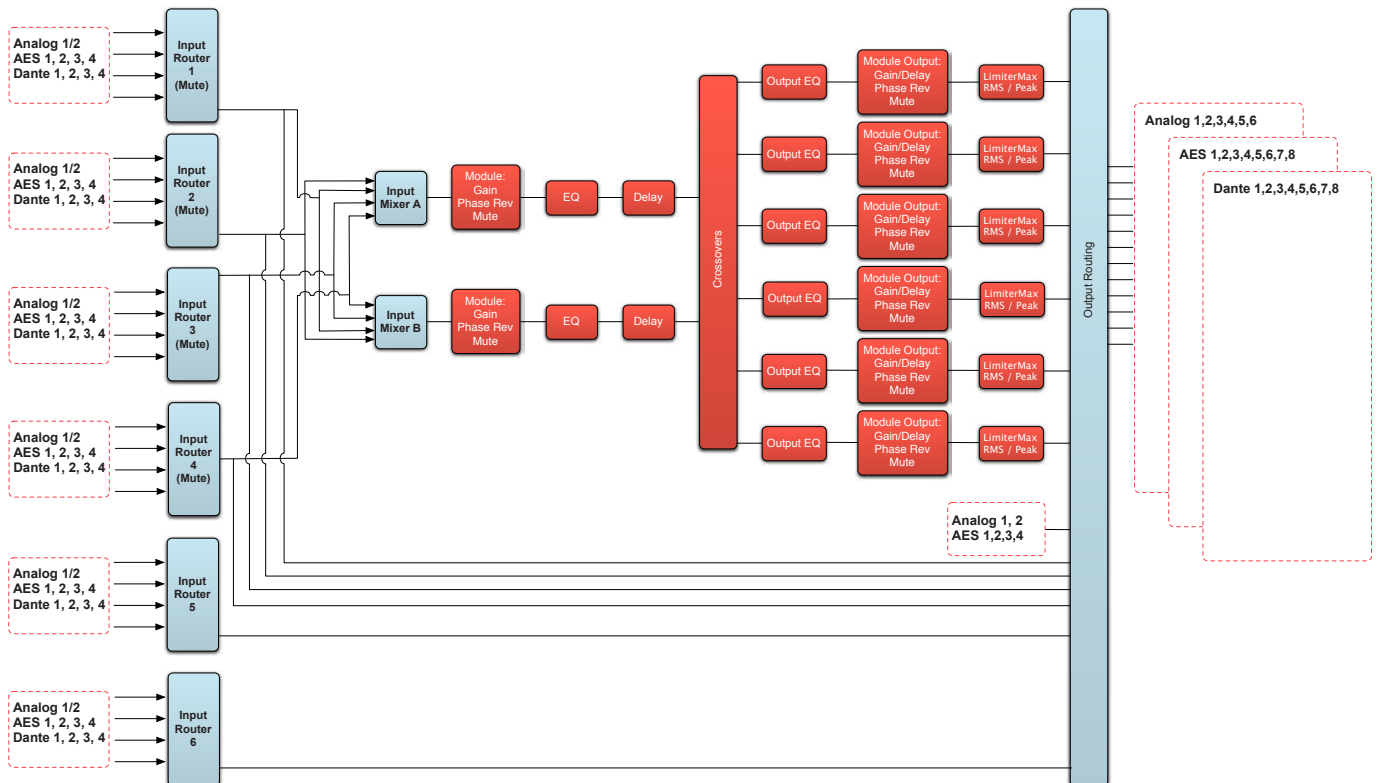 Analog 1/2
AES 1, 2, 3, 4
Dante 1, 2, 3, 4
Input
Router
1
(Mute)
Analog 1/2
AES 1, 2, 3, 4
Dante 1, 2, 3, 4
Input
Router
2
(Mute)
Analog 1/2
AES 1, 2, 3, 4
Dante 1, 2, 3, 4
Input
Router
3
(Mute)
Analog 1/2
AES 1, 2, 3, 4
Dante 1, 2, 3, 4
Input
Router
4
(Mute)
Analog 1/2
AES 1, 2, 3, 4
Dante 1, 2, 3, 4
Input
Router
5
Analog 1/2
AES 1, 2, 3, 4
Dante 1, 2, 3, 4
Input
Router
6
Input
Mixer A
Module:
Gain
Phase Rev
Mute
EQ
Delay
Input
Mixer B
Module:
Gain
Phase Rev
Mute
EQ
Delay
Crossovers
Output EQ
Module Output:
Gain/Delay
Phase Rev
Mute
LimiterMax
RMS / Peak
Output EQ
Module Output:
Gain/Delay
Phase Rev
Mute
LimiterMax
RMS / Peak
Output EQ
Module Output:
Gain/Delay
Phase Rev
Mute
LimiterMax
RMS / Peak
Output EQ
Module Output:
Gain/Delay
Phase Rev
Mute
LimiterMax
RMS / Peak
Output EQ
Module Output:
Gain/Delay
Phase Rev
Mute
LimiterMax
RMS / Peak
Output EQ
Module Output:
Gain/Delay
Phase Rev
Mute
LimiterMax
RMS / Peak
Analog 1, 2
AES 1,2,3,4
Output Routing
Analog 1,2,3,4,5,6
AES 1,2,3,4,5,6,7,8
Dante 1,2,3,4,5,6,7,8